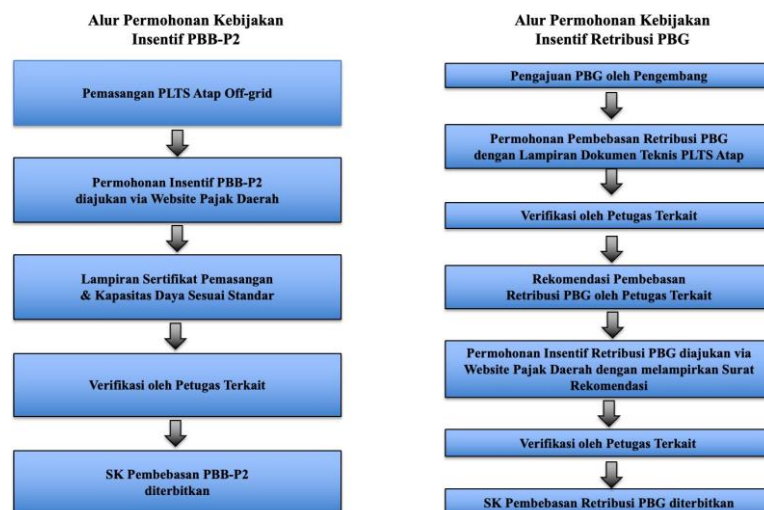 Alur Permohonan Kebijakan
Insentif PBB-P2
Pemasangan PLTS Atap Off-grid
Permohonan Insentif PBB-P2
diajukan via Website Pajak Daerah
Lampiran Sertifikat Pemasangan
& Kapasitas Daya Sesuai Standar
Verifikasi oleh Petugas Terkait
SK Pembebasan PBB-P2
diterbitkan
Alur Permohonan Kebijakan
Insentif Retribusi PBG
Pengajuan PBG oleh Pengembang
Permohonan Pembebasan Retribusi PBG
dengan Lampiran Dokumen Teknis PLTS Atap
Verifikasi oleh Petugas Terkait
Rekomendasi Pembebasan
Retribusi PBG oleh Petugas Terkait
Permohonan Insentif Retribusi PBG diajukan via
Website Pajak Daerah dengan melampirkan Surat
Rekomendasi
Verifikasi oleh Petugas Terkait
SK Pembebasan Retribusi PBG diterbitkan